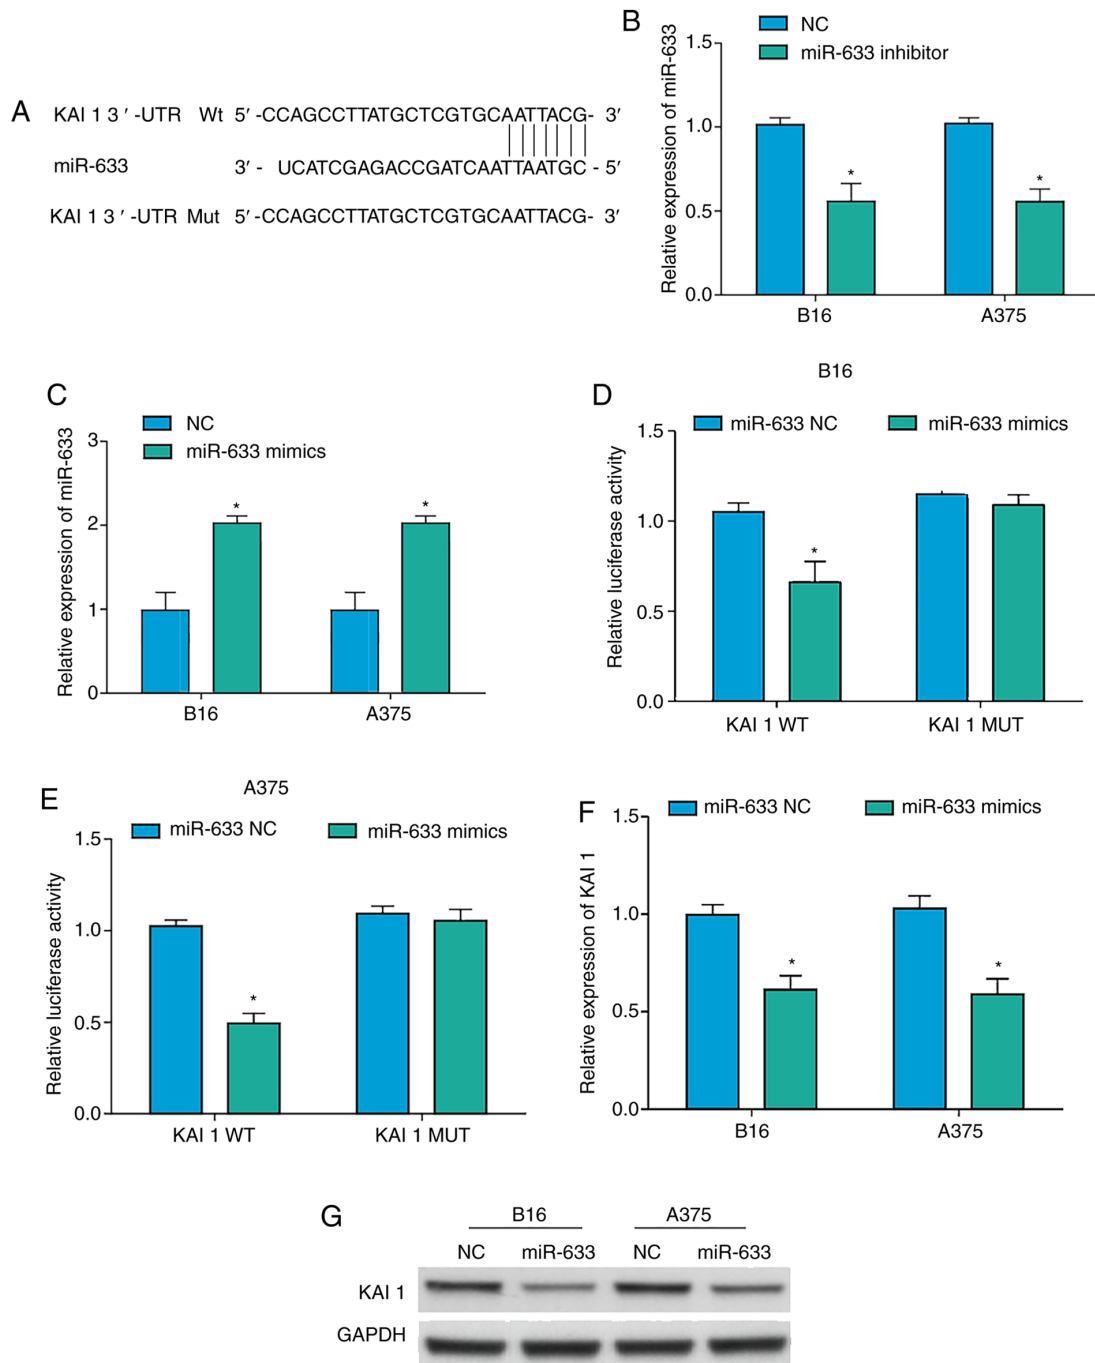 A
KAI 1 3 ′ -UTR Wt 5′ -CCAGCCTTATGCTCGTGCAATTACG- 3′
miR-633 3′ - UCATCGAGACCGATCAATTAATGC - 5′
KAI 1 3 ′ -UTR Mut 5′ -CCAGCCTTATGCTCGTGCAATTACG- 3′
B
NC
miR-633 inhibitor
Relative expression of miR-633
1.5
1.0
0.5
0.0
*
*
B16 A375
C
NC
miR-633 mimics
Relative expression of miR-633
3
2
1
0
*
*
B16 A375
D
B16
miR-633 NC miR-633 mimics
Relative luciferase activity
1.5
1.0
0.5
0.0
*
KAI 1 WT KAI 1 MUT
E
A375
miR-633 NC miR-633 mimics
Relative luciferase activity
1.5
1.0
0.5
0.0
*
KAI 1 WT KAI 1 MUT
F
miR-633 NC miR-633 mimics
Relative expression of KAI 1
1.5
1.0
0.5
0.0
*
*
B16 A375
G
B16 A375
NC miR-633 NC miR-633
KAI 1
GAPDH